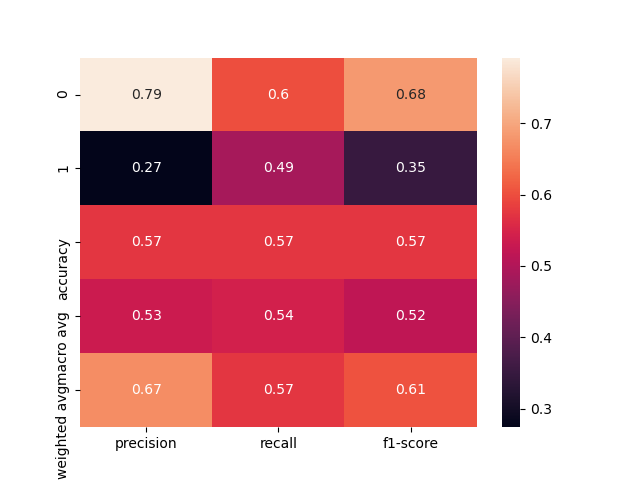 0 0.79 0.6 0.68
1 0.27 0.49 0.35
accuracy 0.57 0.57 0.57
macro avg 0.53 0.54 0.52
weighted avg 0.67 0.57 0.61
precision recall f1-score
0.7
0.6
0.5
0.4
0.3